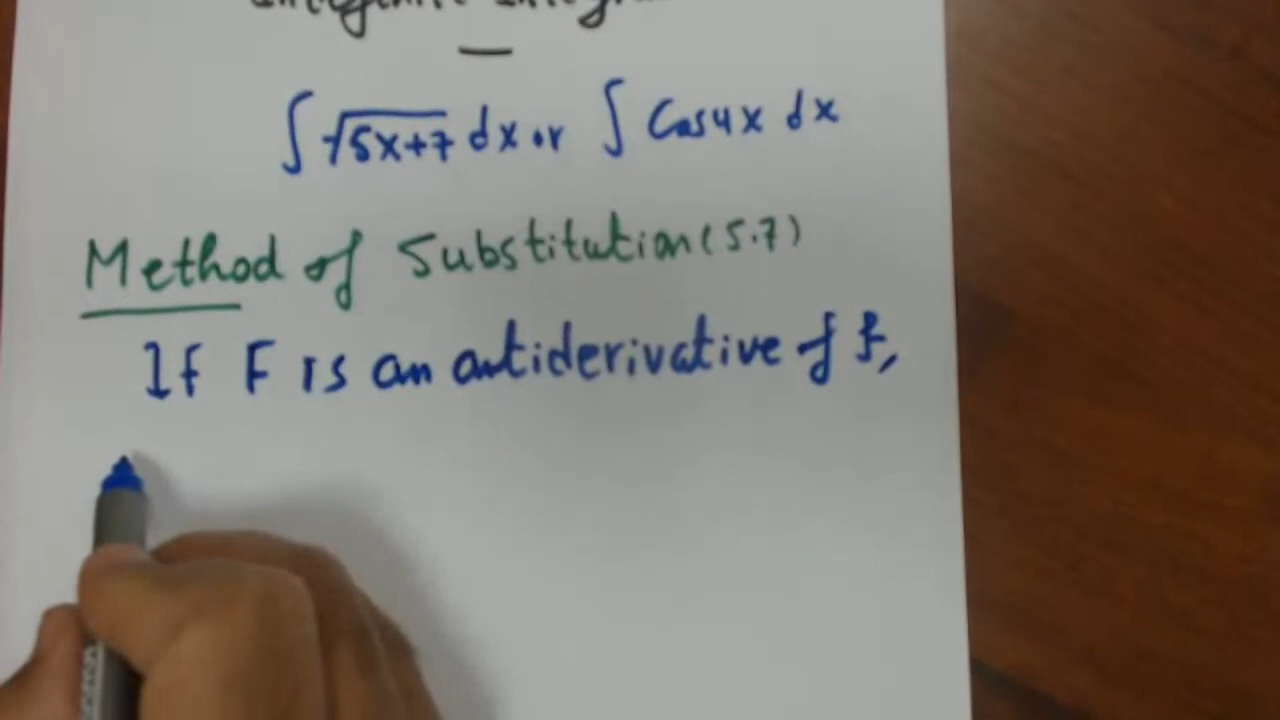 ∫ √5x+7 dx or ∫ Cos4x dx
Method of Substitution (5.7)
If F is an antiderivative of f,